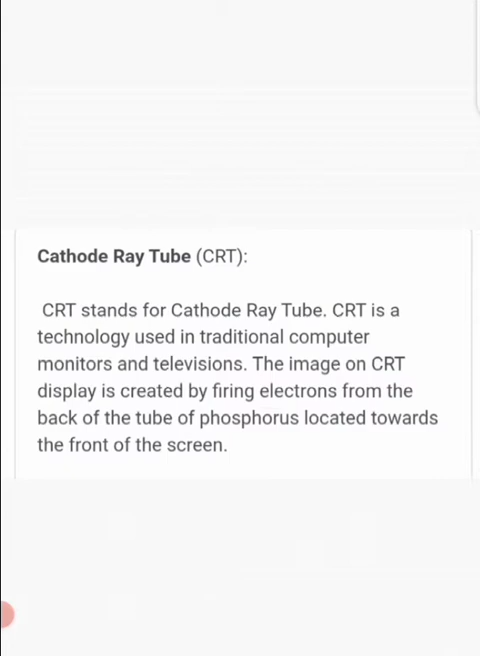 Cathode Ray Tube (CRT):
CRT stands for Cathode Ray Tube. CRT is a
technology used in traditional computer
monitors and televisions. The image on CRT
display is created by firing electrons from the
back of the tube of phosphorus located towards
the front of the screen.